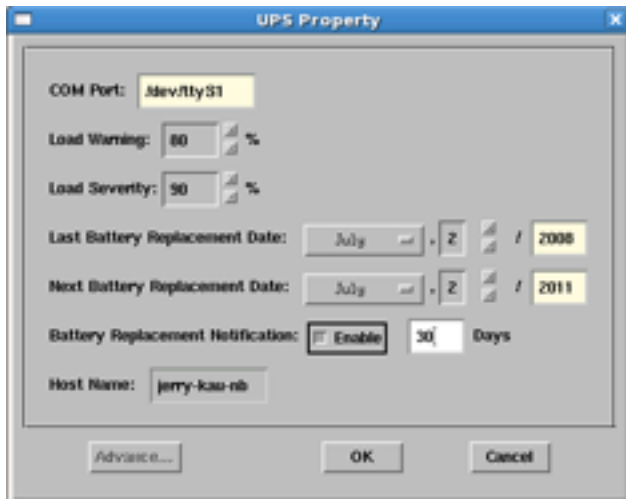 UPS Property
COM Port: /dev/ttyS1
Load Warning: 80 %
Load Severity: 90 %
Last Battery Replacement Date: July , 2 / 2008
Next Battery Replacement Date: July , 2 / 2011
Battery Replacement Notification: Enable 30 Days
Host Name: jerry-kau-nb
Advance... OK Cancel